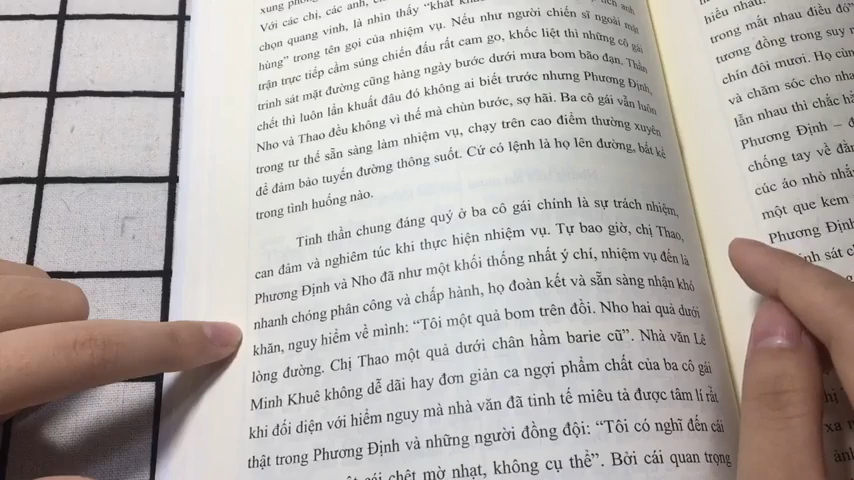 xung
Với các chị, các anh,
chọn quang vinh, là nhìn thấy "khát
hùng" trong tên gọi của nhiệm vụ. Nếu như người chiến sĩ ngoài mặt
trận trực tiếp cầm súng chiến đấu rất cam go, khốc liệt thì những cô gái
trinh sát mặt đường cũng hàng ngày bước dưới mưa bom bão đạn. Thần
chết thì luôn lẩn khuất đâu đó không ai biết trước nhưng Phương Định,
Nho và Thao đều không vì thế mà chùn bước, sợ hãi. Ba cô gái vẫn luôn
trong tư thế sẵn sàng làm nhiệm vụ, chạy trên cao điểm thường xuyên
để đảm bảo tuyến đường thông suốt. Cứ có lệnh là họ lên đường, bất kể
trong tình huống nào.
Tinh thần chung đáng quý ở ba cô gái chính là sự trách nhiệm,
can đảm và nghiêm túc khi thực hiện nhiệm vụ. Tự bao giờ, chị Thao,
Phương Định và Nho đã như một khối thống nhất ý chí, nhiệm vụ đến là
nhanh chóng phân công và chấp hành, họ đoàn kết và sẵn sàng nhận khó
khăn, nguy hiểm về mình: "Tôi một quả bom trên đồi. Nho hai quả dưới
lòng đường. Chị Thao một quả dưới chân hầm barie cũ". Nhà văn Lê
Minh Khuê không dễ dãi hay đơn giản ca ngợi phẩm chất của ba cô gái
khi đối diện với hiểm nguy mà nhà văn đã tinh tế miêu tả được tâm lí rất
thật trong Phương Định và những người đồng đội: "Tôi có nghĩ đến cái
cái chết mờ nhạt, không cụ thể". Bởi cái quan trọng
hiểu nhau,
trong mắt nhau điều đó"
tương đồng trong suy
chín đôi mươi. Họ cùng
và chăm sóc cho
lẫn nhau thì chắc
Phương Định –
chống tay về
cúc áo nhỏ
một que kem
Phương Định
sát
xa